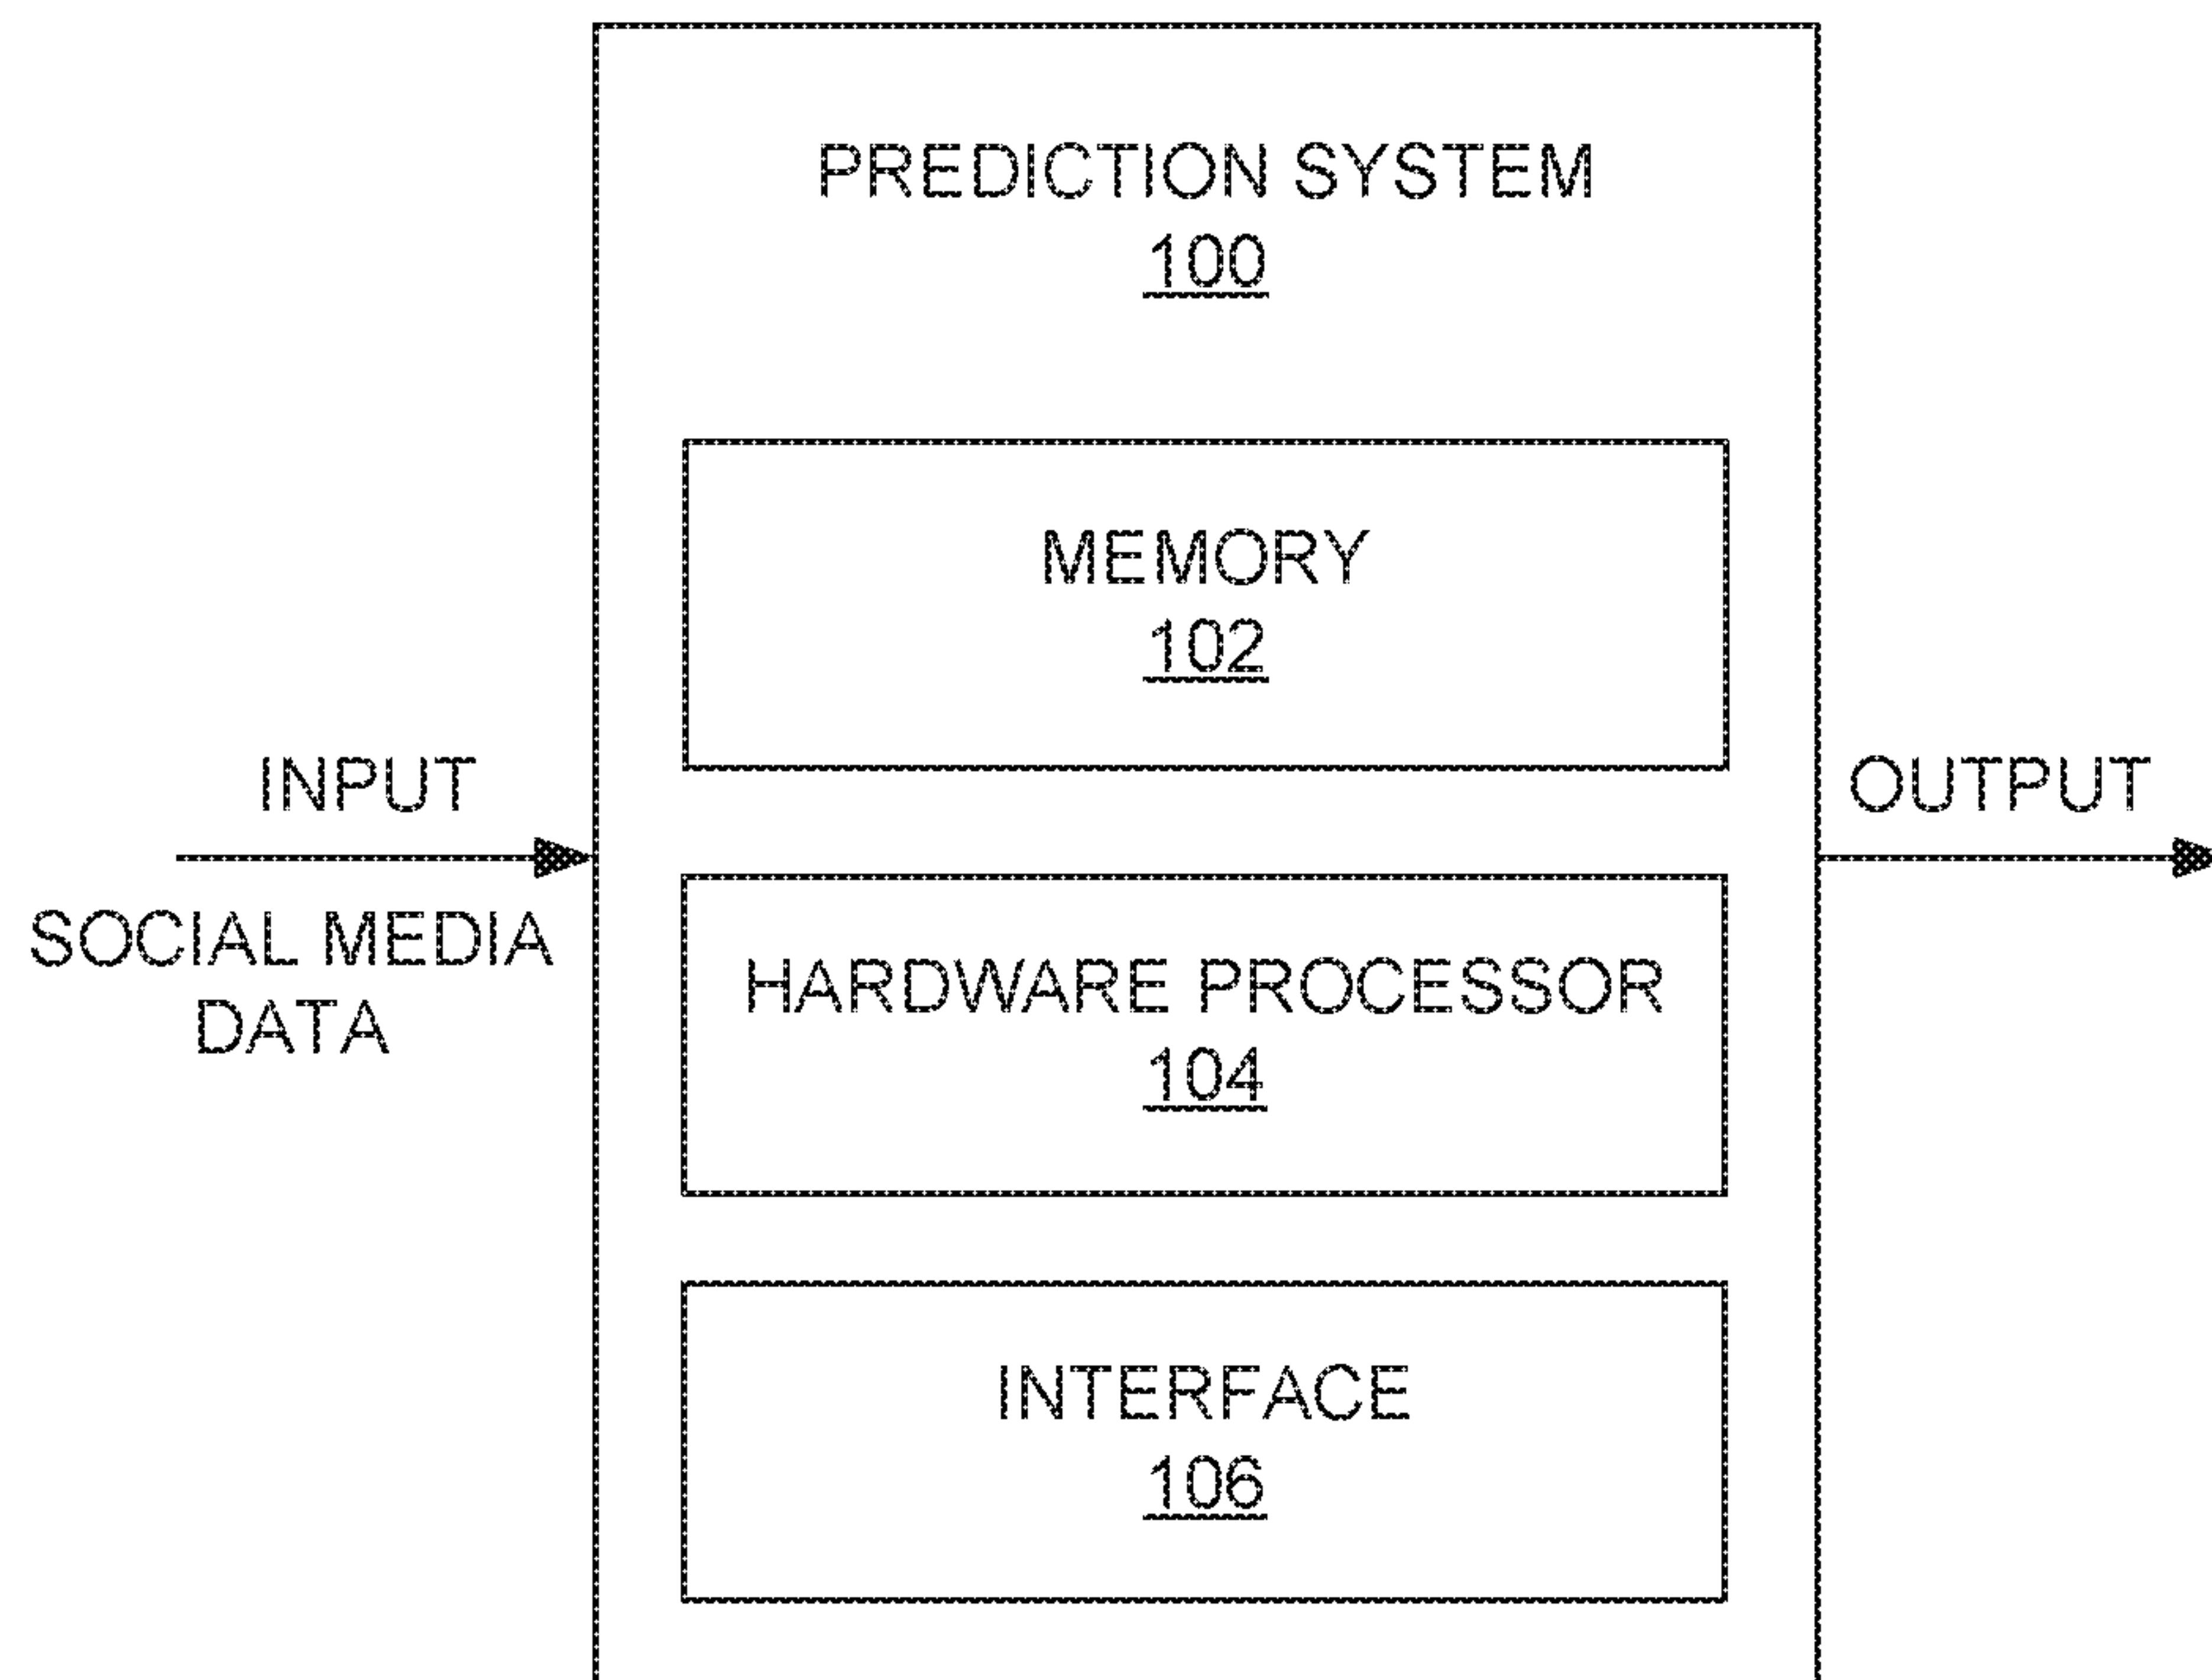 PREDICTION SYSTEM
100
MEMORY
102
INPUT
SOCIAL MEDIA
DATA
OUTPUT
HARDWARE PROCESSOR
104
INTERFACE
106